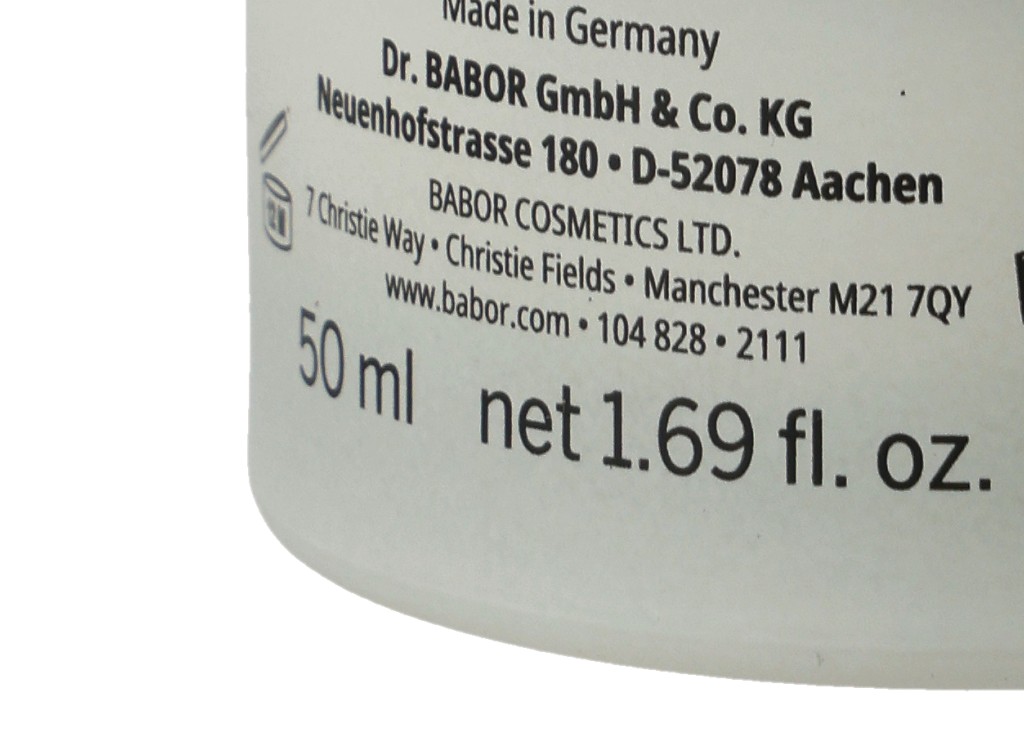 Made in Germany
Dr. BABOR GmbH & Co. KG
Neuenhofstrasse 180 • D-52078 Aachen
BABOR COSMETICS LTD.
7 Christie Way • Christie Fields • Manchester M21 7QY
www.babor.com • 104 828 • 2111
50 ml net 1.69 fl. oz.